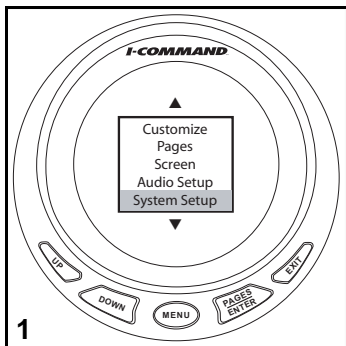 I-COMMAND
Customize
Pages
Screen
Audio Setup
System Setup
UP
DOWN
MENU
PAGES
ENTER
EXIT
1